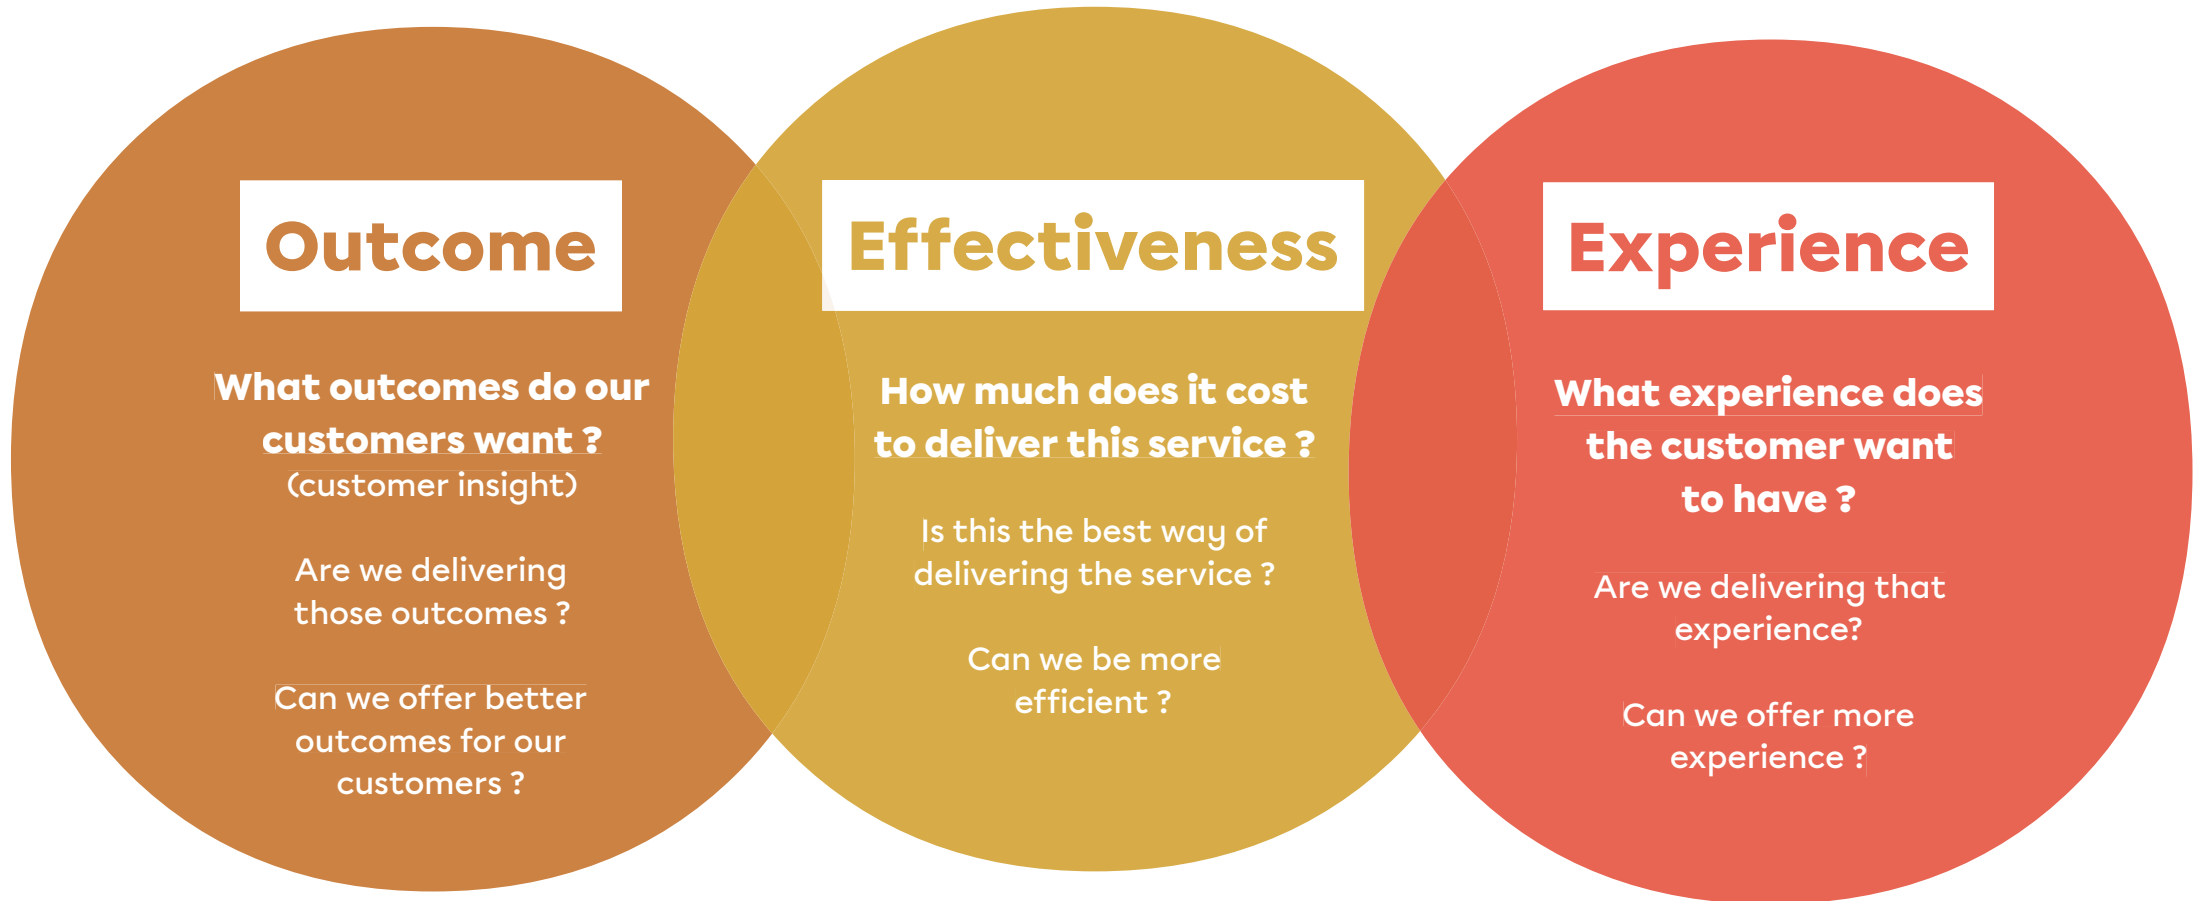 Outcome
What outcomes do our
customers want ?
(customer insight)
Are we delivering
those outcomes ?
Can we offer better
outcomes for our
customers ?
Effectiveness
How much does it cost
to deliver this service ?
Is this the best way of
delivering the service ?
Can we be more
efficient ?
Experience
What experience does
the customer want
to have ?
Are we delivering that
experience?
Can we offer more
experience ?